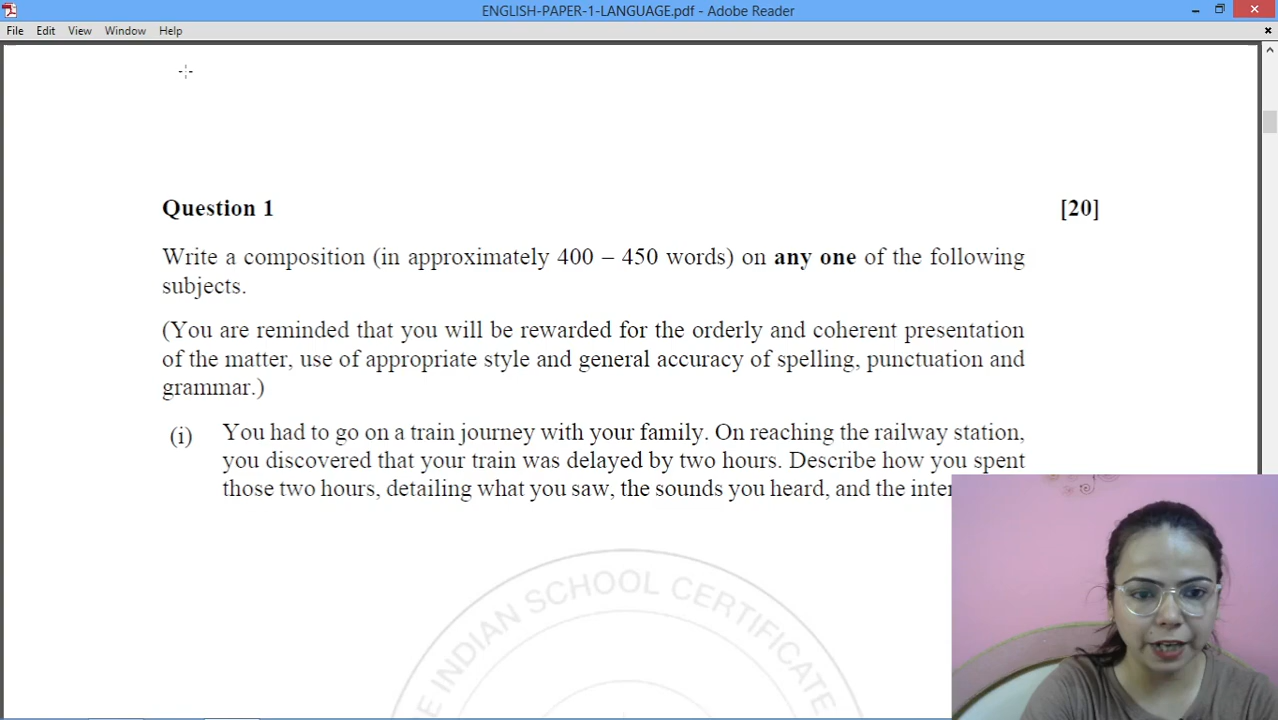 ENGLISH-PAPER-1-LANGUAGE.pdf - Adobe Reader
File Edit View Window Help
Question 1 [20]
Write a composition (in approximately 400 – 450 words) on any one of the following
subjects.
(You are reminded that you will be rewarded for the orderly and coherent presentation
of the matter, use of appropriate style and general accuracy of spelling, punctuation and
grammar.)
(i) You had to go on a train journey with your family. On reaching the railway station,
you discovered that your train was delayed by two hours. Describe how you spent
those two hours, detailing what you saw, the sounds you heard, and the
INDIAN SCHOOL CERTIFICATE